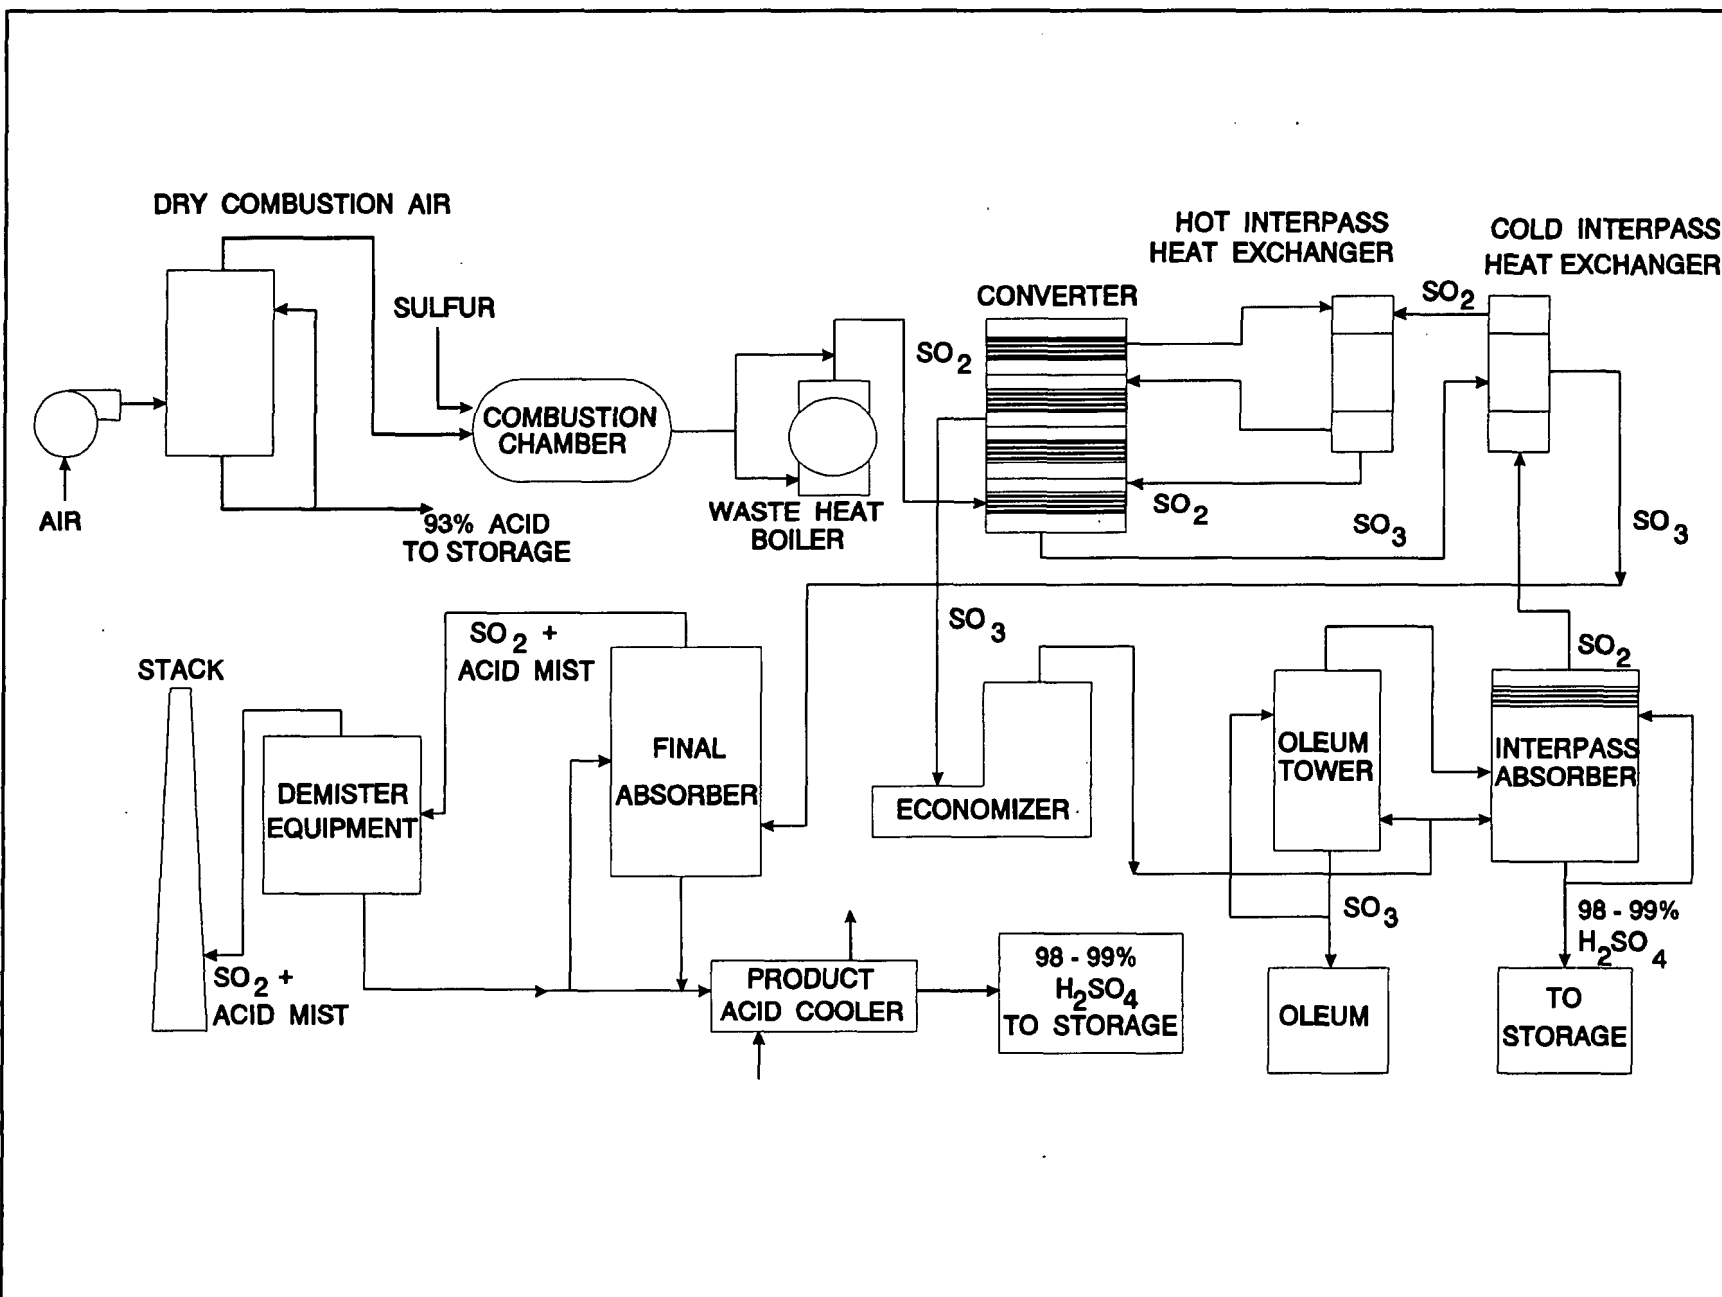 DRY COMBUSTION AIR
HOT INTERPASS
HEAT EXCHANGER
COLD INTERPASS
HEAT EXCHANGER
SULFUR
CONVERTER
SO2
SO2
COMBUSTION
CHAMBER
AIR
93% ACID
TO STORAGE
WASTE HEAT
BOILER
SO2
SO3
SO3
SO2 +
ACID MIST
SO3
SO2
STACK
FINAL
ABSORBER
OLEUM
TOWER
INTERPASS
ABSORBER
DEMISTER
EQUIPMENT
ECONOMIZER
SO3
98 - 99%
H2SO4
SO2 +
ACID MIST
PRODUCT
ACID COOLER
98 - 99%
H2SO4
TO STORAGE
OLEUM
TO
STORAGE